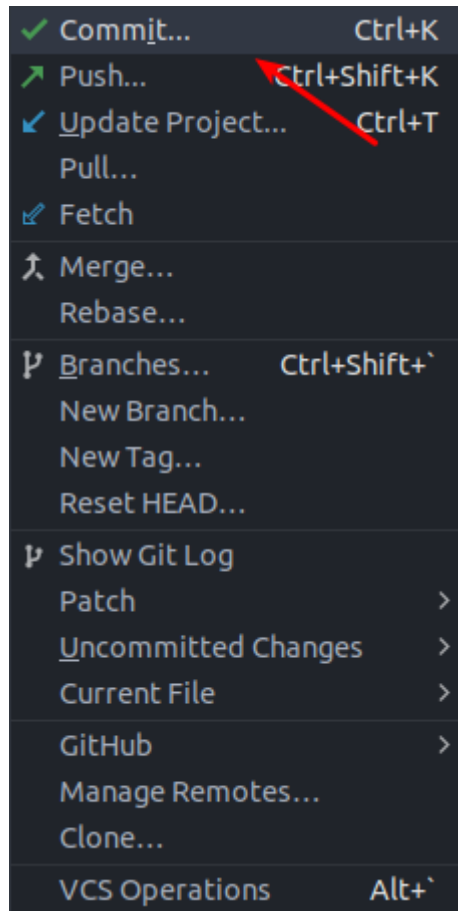 Commit... Ctrl+K
Push... Ctrl+Shift+K
Update Project... Ctrl+T
Pull...
Fetch
Merge...
Rebase...
Branches... Ctrl+Shift+`
New Branch...
New Tag...
Reset HEAD...
Show Git Log
Patch
Uncommitted Changes
Current File
GitHub
Manage Remotes...
Clone...
VCS Operations Alt+`